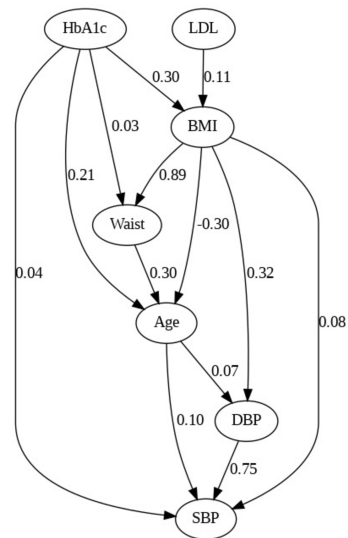 HbA1c LDL
0.30 0.11
0.03 BMI
0.21 0.89
Waist -0.30
0.04 0.30 0.32
Age 0.08
0.07
0.10 DBP
0.75
SBP